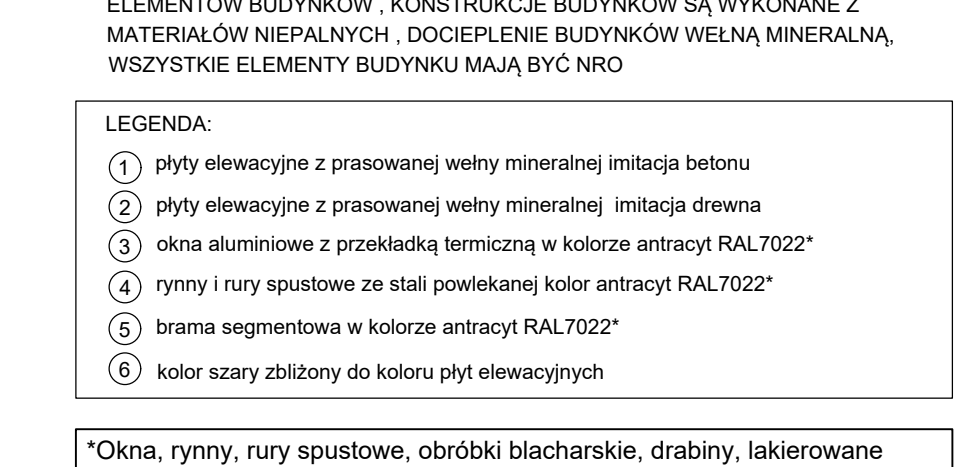 ELEMENTÓW BUDYNKÓW , KONSTRUKCJE BUDYNKÓW SĄ WYKONANE Z
MATERIAŁÓW NIEPALNYCH , DOCIEPLENIE BUDYNKÓW WEŁNĄ MINERALNĄ,
WSZYSTKIE ELEMENTY BUDYNKU MAJĄ BYĆ NRO
LEGENDA:
1 płyty elewacyjne z prasowanej wełny mineralnej imitacja betonu
2 płyty elewacyjne z prasowanej wełny mineralnej imitacja drewna
3 okna aluminiowe z przekładką termiczną w kolorze antracyt RAL7022*
4 rynny i rury spustowe ze stali powlekanej kolor antracyt RAL7022*
5 brama segmentowa w kolorze antracyt RAL7022*
6 kolor szary zbliżony do koloru płyt elewacyjnych
*Okna, rynny, rury spustowe, obróbki blacharskie, drabiny, lakierowane